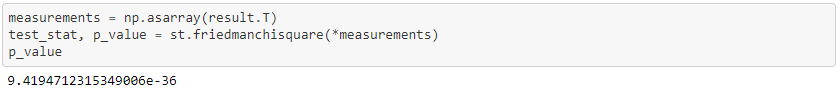 measurements = np.asarray(result.T)
test_stat, p_value = st.friedmanchisquare(*measurements)
p_value
9.4194712315349006e-36